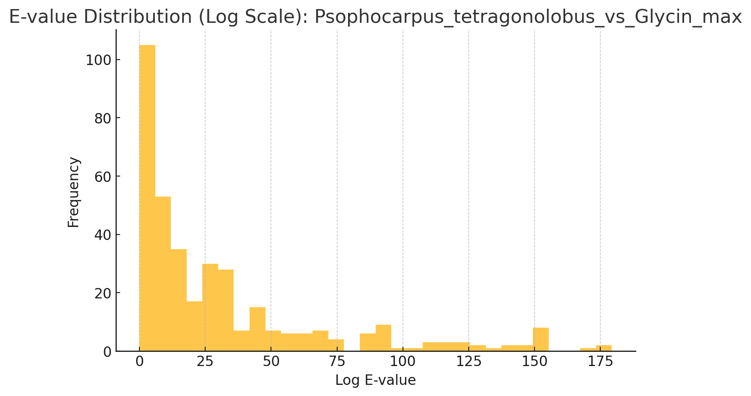 E-value Distribution (Log Scale): Psophocarpus_tetragonolobus_vs_Glycin_max
100
80
60
40
20
0
Frequency
0 25 50 75 100 125 150 175
Log E-value